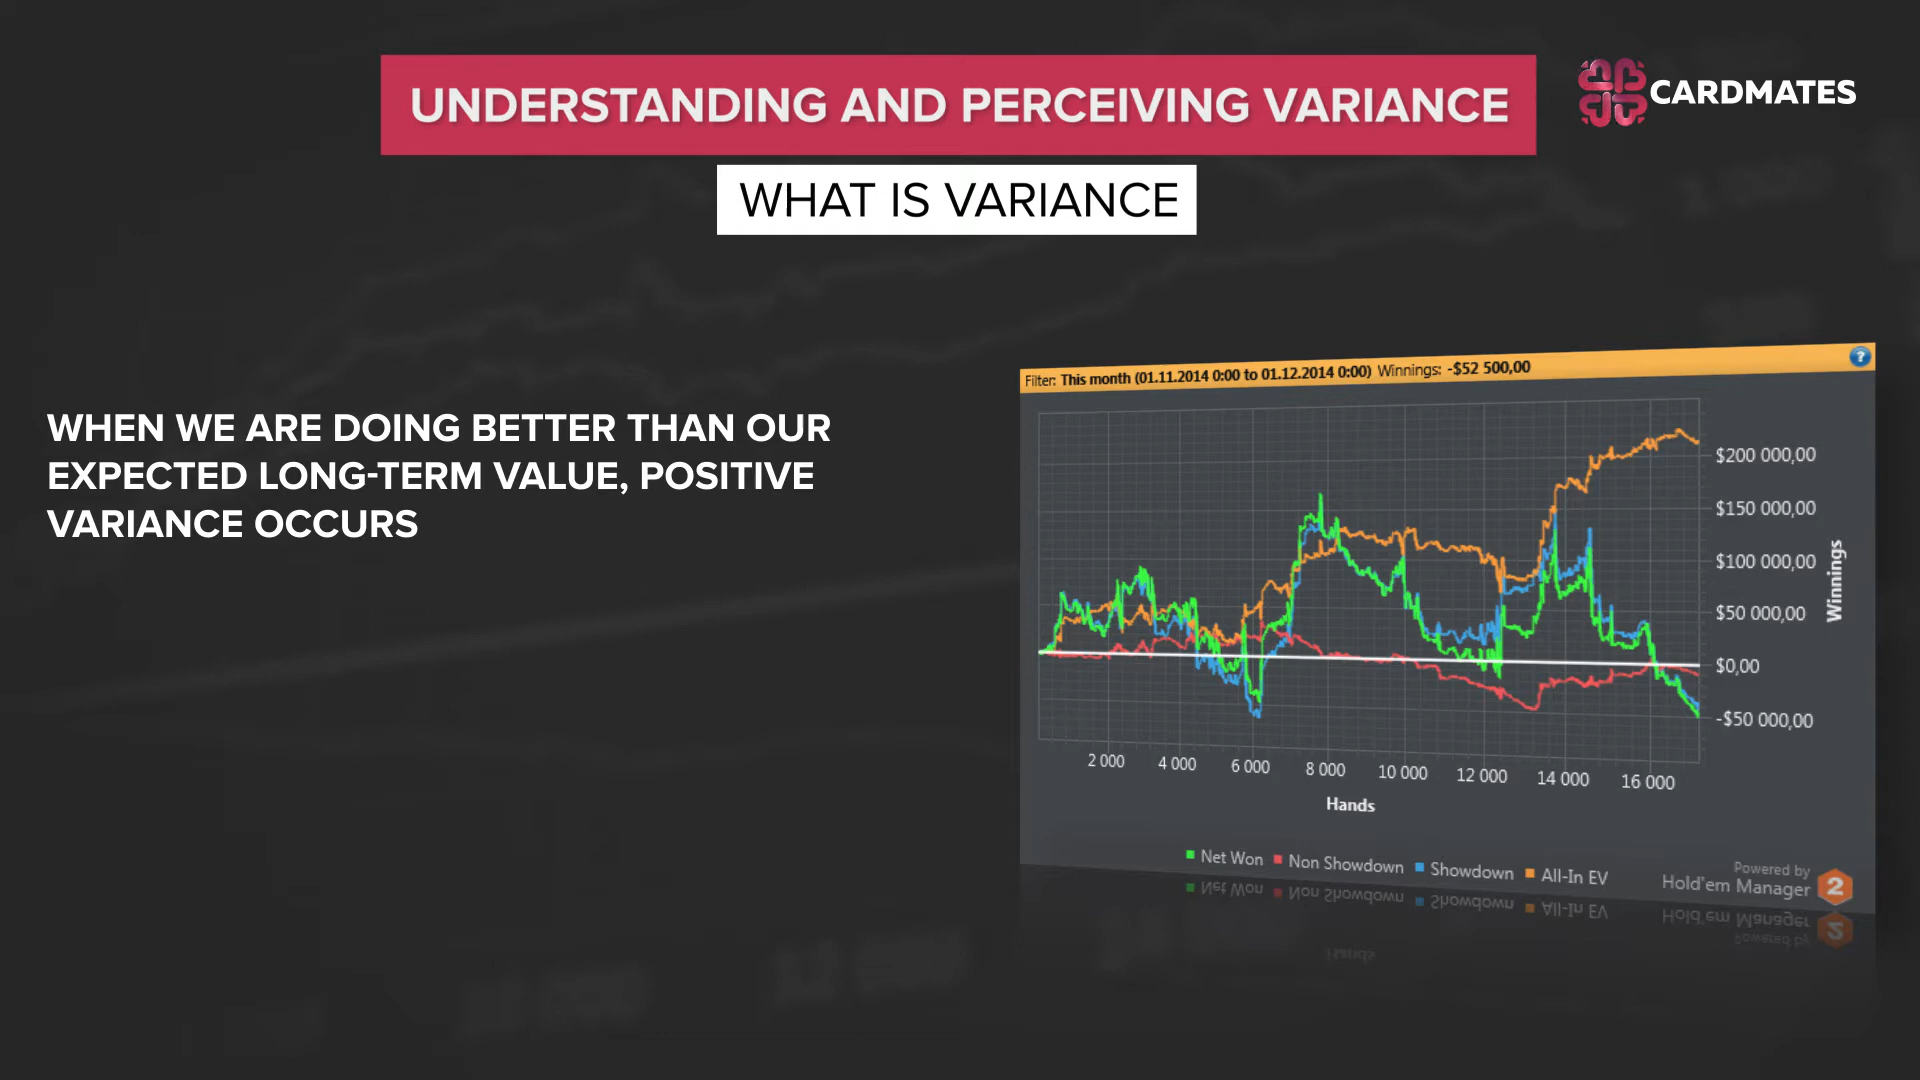 UNDERSTANDING AND PERCEIVING VARIANCE
CARDMATES
WHAT IS VARIANCE
WHEN WE ARE DOING BETTER THAN OUR
EXPECTED LONG-TERM VALUE, POSITIVE
VARIANCE OCCURS
Filter: This month (01.11.2014 0:00 to 01.12.2014 0:00) Winnings: -$52 500,00
?
$200 000,00
$150 000,00
$100 000,00
$50 000,00
$0,00
-$50 000,00
Winnings
2 000 4 000 6 000 8 000 10 000 12 000 14 000 16 000
Hands
Net Won Non Showdown Showdown All-In EV
Powered by
Hold'em Manager 2